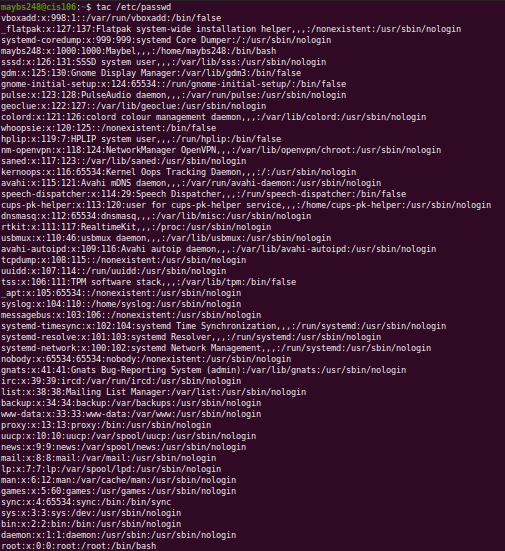 maybs248@cis106:~$ tac /etc/passwd
vboxadd:x:998:1::/var/run/vboxadd:/bin/false
_flatpak:x:127:137:Flatpak system-wide installation helper,,,:/nonexistent:/usr/sbin/nologin
systemd-coredump:x:999:999:systemd Core Dumper:/:/usr/sbin/nologin
maybs248:x:1000:1000:Maybel,,,:/home/maybs248:/bin/bash
sssd:x:126:131:SSSD system user,,,:/var/lib/sss:/usr/sbin/nologin
gdm:x:125:130:Gnome Display Manager:/var/lib/gdm3:/bin/false
gnome-initial-setup:x:124:65534::/run/gnome-initial-setup/:/bin/false
pulse:x:123:128:PulseAudio daemon,,,:/var/run/pulse:/usr/sbin/nologin
geoclue:x:122:127::/var/lib/geoclue:/usr/sbin/nologin
colord:x:121:126:colord colour management daemon,,,:/var/lib/colord:/usr/sbin/nologin
whoopsie:x:120:125::/nonexistent:/bin/false
hplip:x:119:7:HPLIP system user,,,:/run/hplip:/bin/false
nm-openvpn:x:118:124:NetworkManager OpenVPN,,,:/var/lib/openvpn/chroot:/usr/sbin/nologin
saned:x:117:123::/var/lib/saned:/usr/sbin/nologin
kernoops:x:116:65534:Kernel Oops Tracking Daemon,,,:/:/usr/sbin/nologin
avahi:x:115:121:Avahi mDNS daemon,,,:/var/run/avahi-daemon:/usr/sbin/nologin
speech-dispatcher:x:114:29:Speech Dispatcher,,,:/run/speech-dispatcher:/bin/false
cups-pk-helper:x:113:120:user for cups-pk-helper service,,,:/home/cups-pk-helper:/usr/sbin/nologin
dnsmasq:x:112:65534:dnsmasq,,,:/var/lib/misc:/usr/sbin/nologin
rtkit:x:111:117:RealtimeKit,,,:/proc:/usr/sbin/nologin
usbmux:x:110:46:usbmux daemon,,,:/var/lib/usbmux:/usr/sbin/nologin
avahi-autoipd:x:109:116:Avahi autoip daemon,,,:/var/lib/avahi-autoipd:/usr/sbin/nologin
tcpdump:x:108:115::/nonexistent:/usr/sbin/nologin
uuidd:x:107:114::/run/uuidd:/usr/sbin/nologin
tss:x:106:111:TPM software stack,,,:/var/lib/tpm:/bin/false
_apt:x:105:65534::/nonexistent:/usr/sbin/nologin
syslog:x:104:110::/home/syslog:/usr/sbin/nologin
messagebus:x:103:106::/nonexistent:/usr/sbin/nologin
systemd-timesync:x:102:104:systemd Time Synchronization,,,:/run/systemd:/usr/sbin/nologin
systemd-resolve:x:101:103:systemd Resolver,,,:/run/systemd:/usr/sbin/nologin
systemd-network:x:100:102:systemd Network Management,,,:/run/systemd:/usr/sbin/nologin
nobody:x:65534:65534:nobody:/nonexistent:/usr/sbin/nologin
gnats:x:41:41:Gnats Bug-Reporting System (admin):/var/lib/gnats:/usr/sbin/nologin
irc:x:39:39:ircd:/var/run/ircd:/usr/sbin/nologin
list:x:38:38:Mailing List Manager:/var/list:/usr/sbin/nologin
backup:x:34:34:backup:/var/backups:/usr/sbin/nologin
www-data:x:33:33:www-data:/var/www:/usr/sbin/nologin
proxy:x:13:13:proxy:/bin:/usr/sbin/nologin
uucp:x:10:10:uucp:/var/spool/uucp:/usr/sbin/nologin
news:x:9:9:news:/var/spool/news:/usr/sbin/nologin
mail:x:8:8:mail:/var/mail:/usr/sbin/nologin
lp:x:7:7:lp:/var/spool/lpd:/usr/sbin/nologin
man:x:6:12:man:/var/cache/man:/usr/sbin/nologin
games:x:5:60:games:/usr/games:/usr/sbin/nologin
sync:x:4:65534:sync:/bin:/bin/sync
sys:x:3:3:sys:/dev:/usr/sbin/nologin
bin:x:2:2:bin:/bin:/usr/sbin/nologin
daemon:x:1:1:daemon:/usr/sbin:/usr/sbin/nologin
root:x:0:0:root:/root:/bin/bash